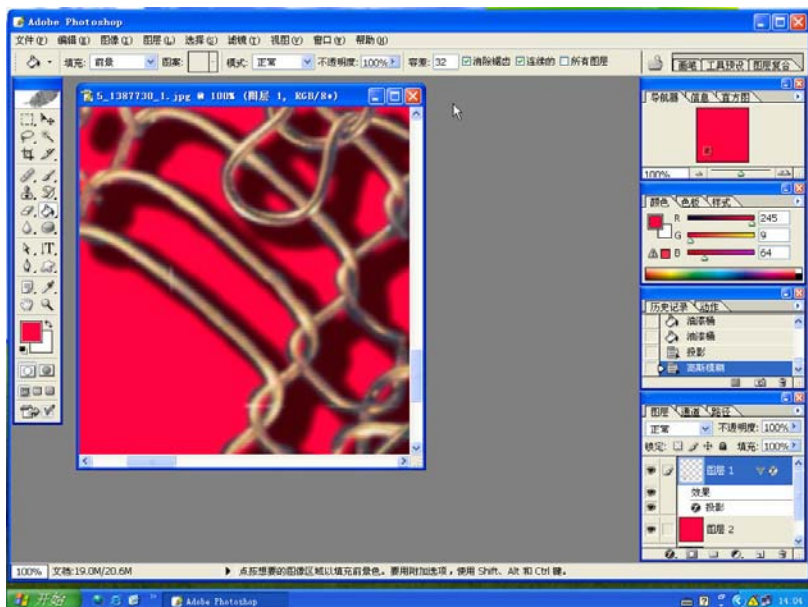 Adobe Photoshop
文件(F) 编辑(E) 图像(I) 图层(L) 选择(S) 滤镜(T) 视图(V) 窗口(W) 帮助(H)
填充: 前景 图案: 模式: 正常 不透明度: 100% 容差: 32 消除锯齿 连续的 所有图层
画笔 工具预设 图层复合
5_1387730_1.jpg @ 100% (图层 1, RGB/8*)
导航器 信息 直方图
100%
颜色 色板 样式
R 245
G 9
B 64
历史记录 动作
油漆桶
油漆桶
投影
高斯模糊
图层 通道 路径
正常 不透明度: 100%
锁定: 填充: 100%
图层 1
效果
投影
图层 2
100% 文档:19.0M/20.6M 点按想要的图像区域以填充前景色。要用附加选项，使用 Shift、Alt 和 Ctrl 键。
开始 Adobe Photoshop 14:04